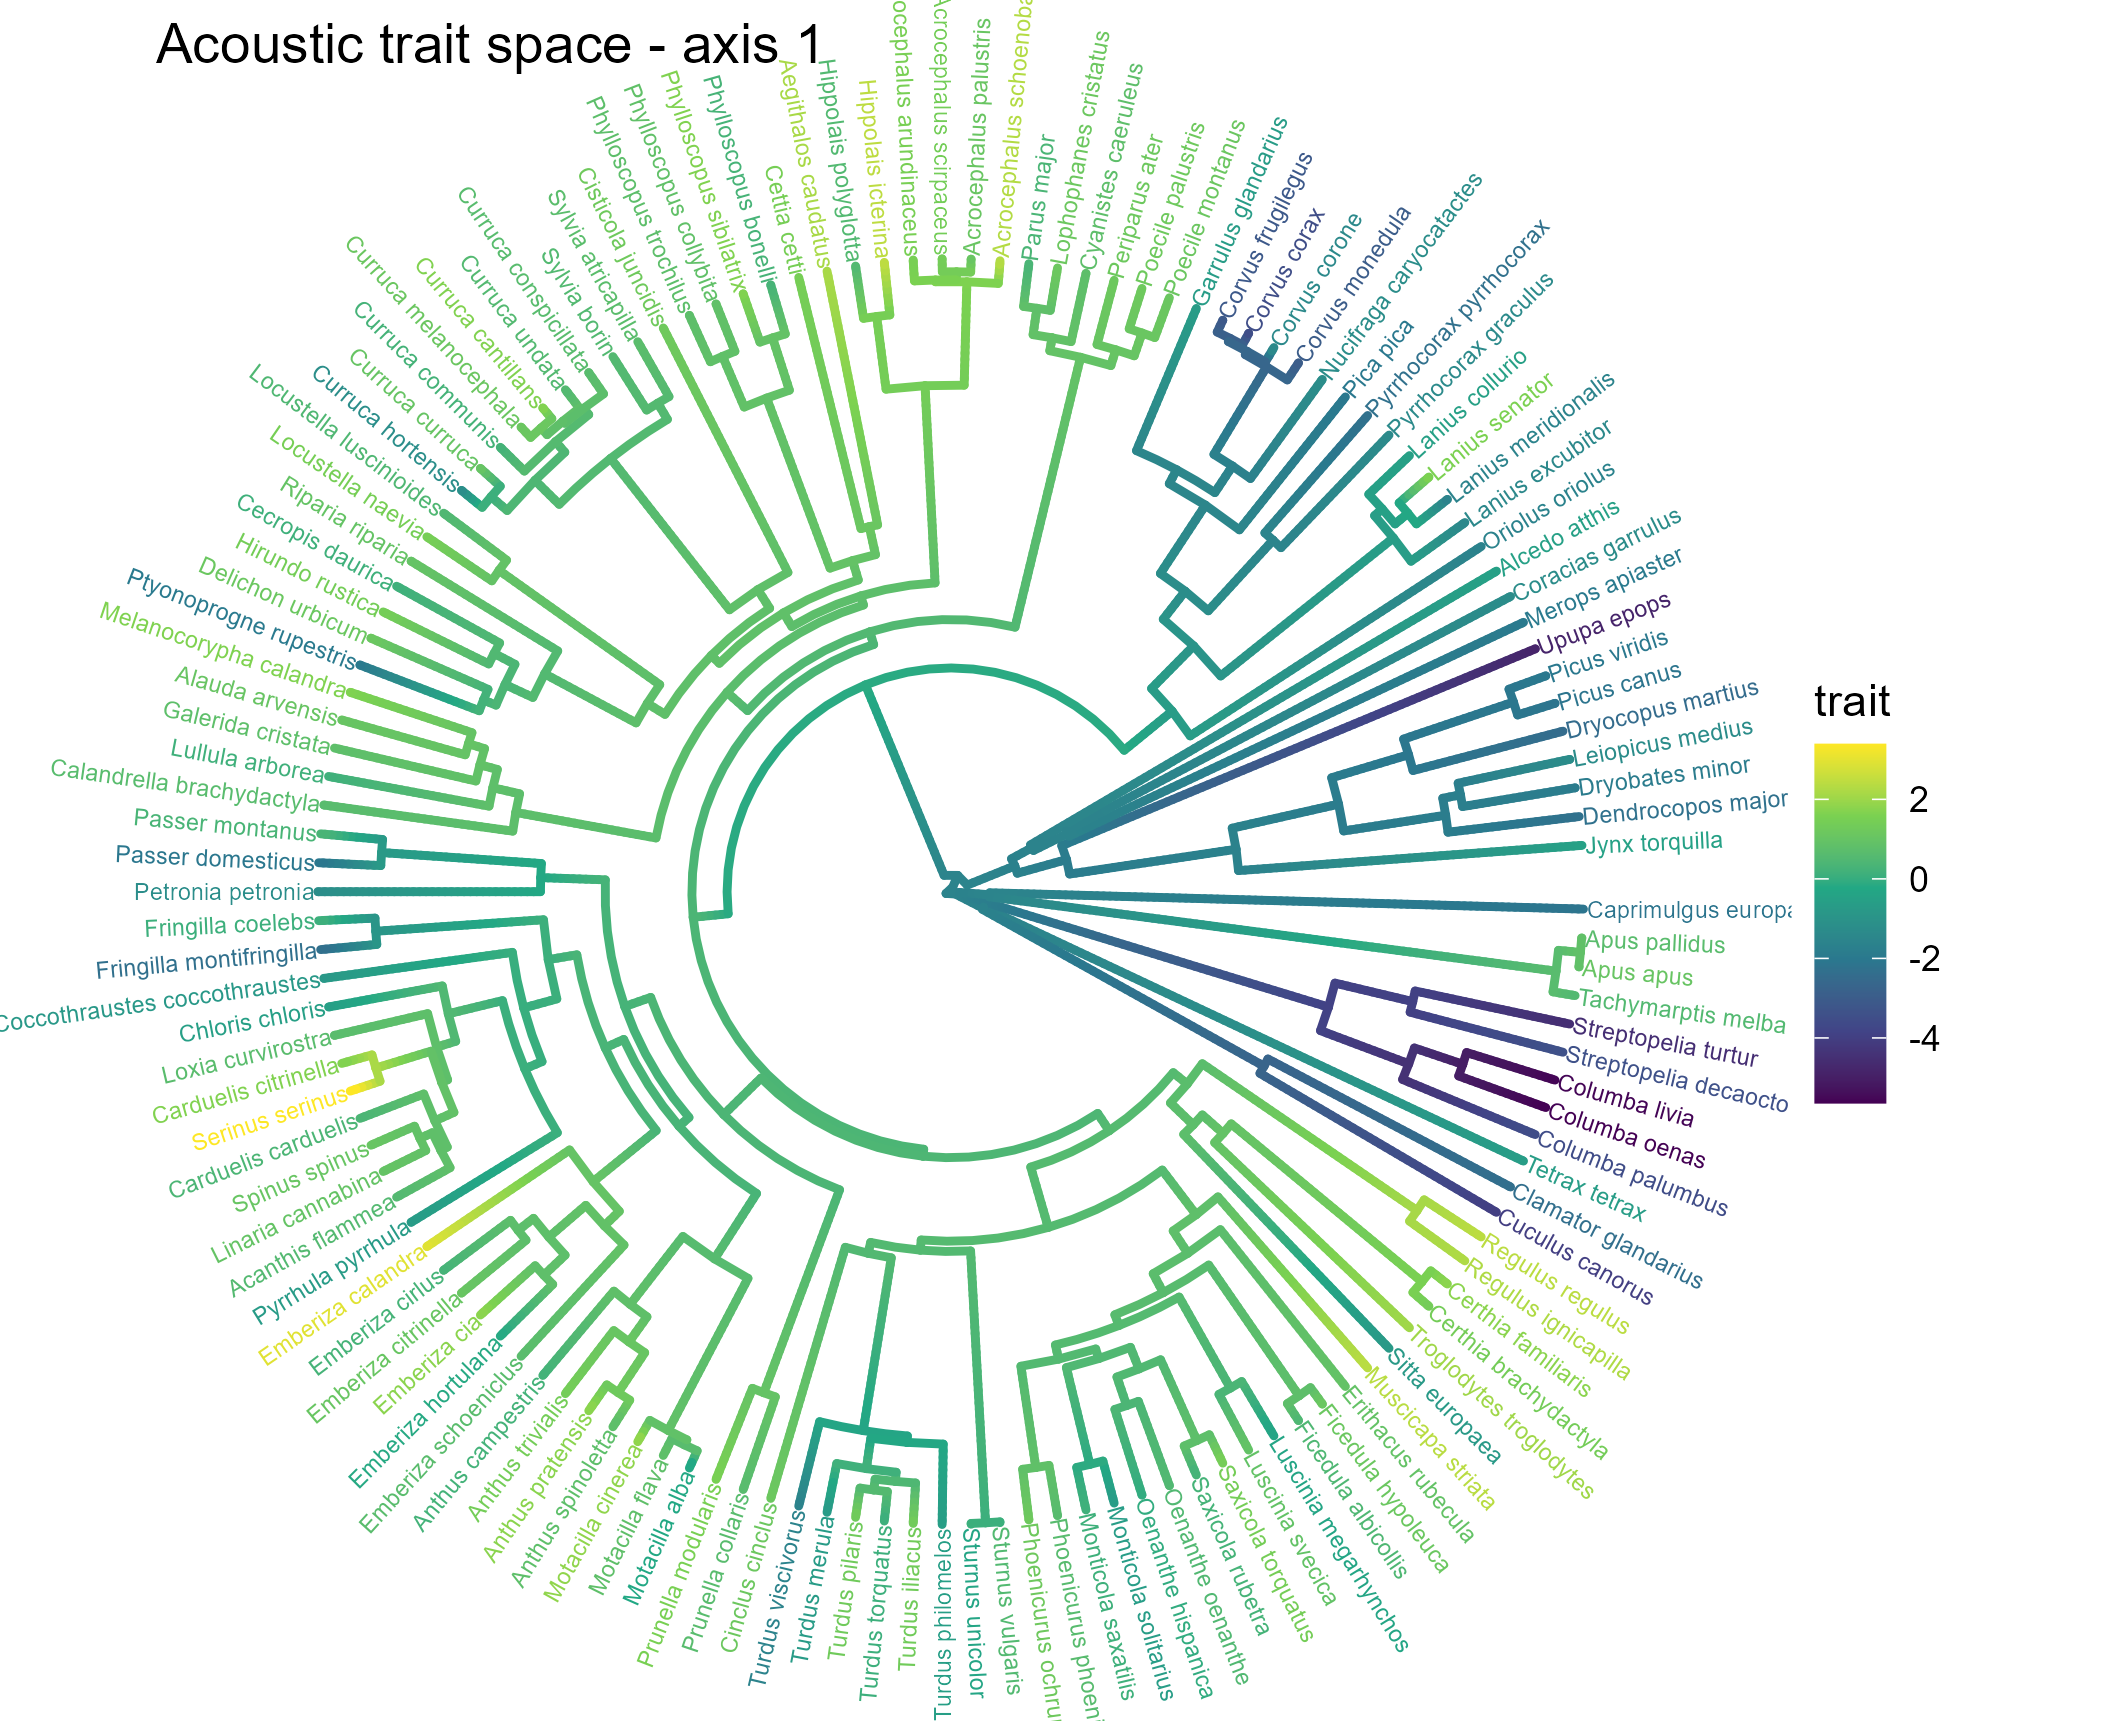 Acoustic trait space - axis 1
Phylloscopus trochilus
Phylloscopus collybita
Phylloscopus sibilatrix
Phylloscopus bonelli
Cettia cetti
Aegithalos caudatus
Hippolais polyglotta
Hippolais icterina
ocephalus arundinaceus
Acrocephalus scirpaceus
Acrocephalus palustris
Acrocephalus schoenoba
Parus major
Lophophanes cristatus
Cyanistes caeruleus
Periparus ater
Poecile palustris
Poecile montanus
Garrulus glandarius
Corvus frugilegus
Corvus corax
Corvus corone
Corvus monedula
Nucifraga caryocatactes
Pica pica
Pyrrhocorax pyrrhocorax
Pyrrhocorax graculus
Lanius collurio
Lanius senator
Lanius meridionalis
Lanius excubitor
Oriolus oriolus
Alcedo atthis
Coracias garrulus
Merops apiaster
Upupa epops
Picus viridis
Picus canus
Dryocopus martius
Leiopicus medius
Dryobates minor
Dendrocopos major
Jynx torquilla
Caprimulgus europa
Apus pallidus
Apus apus
Tachymarptis melba
Streptopelia turtur
Streptopelia decaocto
Columba livia
Columba oenas
Columba palumbus
Tetrax tetrax
Clamator glandarius
Cuculus canorus
Regulus regulus
Regulus ignicapilla
Certhia familiaris
Certhia brachydactyla
Troglodytes troglodytes
Sitta europaea
Muscicapa striata
Erithacus rubecula
Ficedula hypoleuca
Ficedula albicollis
Luscinia megarhynchos
Luscinia svecica
Saxicola torquatus
Saxicola rubetra
Oenanthe oenanthe
Oenanthe hispanica
Monticola solitarius
Monticola saxatilis
Phoenicurus phoeni
Phoenicurus ochru
Sturnus vulgaris
Sturnus unicolor
Turdus philomelos
Turdus iliacus
Turdus torquatus
Turdus pilaris
Turdus merula
Turdus viscivorus
Cinclus cinclus
Prunella collaris
Prunella modularis
Motacilla alba
Motacilla flava
Motacilla cinerea
Anthus spinoletta
Anthus pratensis
Anthus trivialis
Anthus campestris
Emberiza schoeniclus
Emberiza hortulana
Emberiza cia
Emberiza citrinella
Emberiza cirlus
Emberiza calandra
Pyrrhula pyrrhula
Acanthis flammea
Linaria cannabina
Spinus spinus
Carduelis carduelis
Serinus serinus
Carduelis citrinella
Loxia curvirostra
Chloris chloris
Coccothraustes coccothraustes
Fringilla montifringilla
Fringilla coelebs
Petronia petronia
Passer domesticus
Passer montanus
Calandrella brachydactyla
Lullula arborea
Galerida cristata
Alauda arvensis
Melanocorypha calandra
Ptyonoprogne rupestris
Delichon urbicum
Hirundo rustica
Cecropis daurica
Riparia riparia
Locustella naevia
Locustella luscinioides
Curruca hortensis
Curruca curruca
Curruca communis
Curruca melanocephala
Curruca cantillans
Curruca undata
Curruca conspicillata
Sylvia borin
Sylvia atricapilla
Cisticola juncidis
trait
2
0
-2
-4